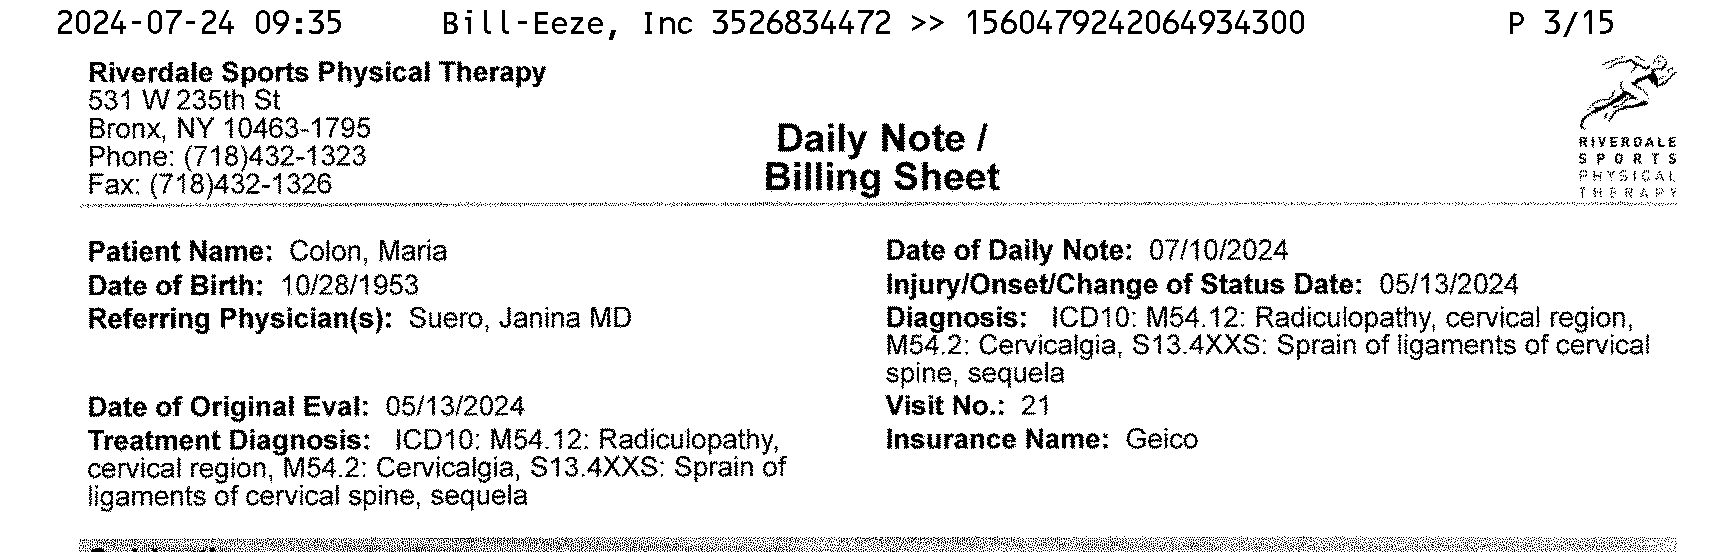 2024-07-24 09:35 Bill-Eeze, Inc 3526834472 >> 1560479242064934300 P 3/15
Riverdale Sports Physical Therapy
531 W 235th St
Bronx, NY 10463-1795
Phone: (718)432-1323
Fax: (718)432-1326
Daily Note /
Billing Sheet
RIVERDALE
SPORTS
PHYSICAL
THERAPY
Patient Name: Colon, Maria
Date of Birth: 10/28/1953
Referring Physician(s): Suero, Janina MD
Date of Daily Note: 07/10/2024
Injury/Onset/Change of Status Date: 05/13/2024
Diagnosis: ICD10: M54.12: Radiculopathy, cervical region,
M54.2: Cervicalgia, S13.4XXS: Sprain of ligaments of cervical
spine, sequela
Date of Original Eval: 05/13/2024
Treatment Diagnosis: ICD10: M54.12: Radiculopathy,
cervical region, M54.2: Cervicalgia, S13.4XXS: Sprain of
ligaments of cervical spine, sequela
Visit No.: 21
Insurance Name: Geico